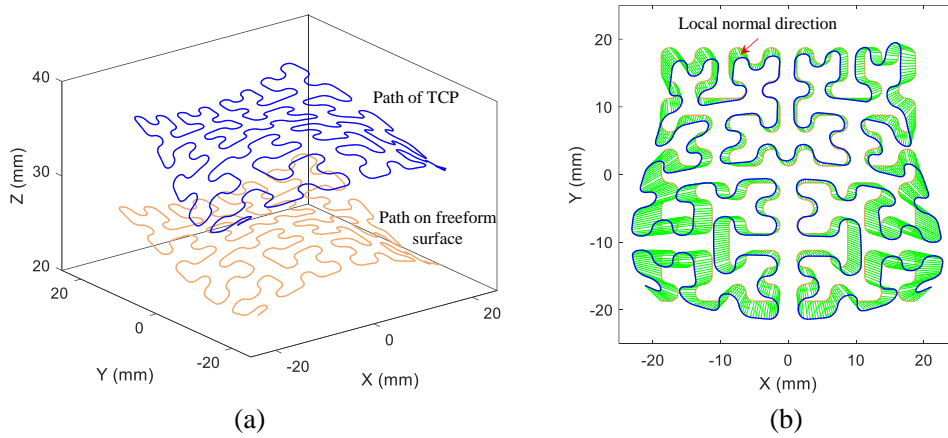 40
30
20
Z (mm)
Path of TCP
Path on freeform
surface
20
0
-20
Y (mm)
-20
0
20
X (mm)
(a)
Local normal direction
20
10
0
-10
-20
Y (mm)
-20
-10
0
10
20
X (mm)
(b)